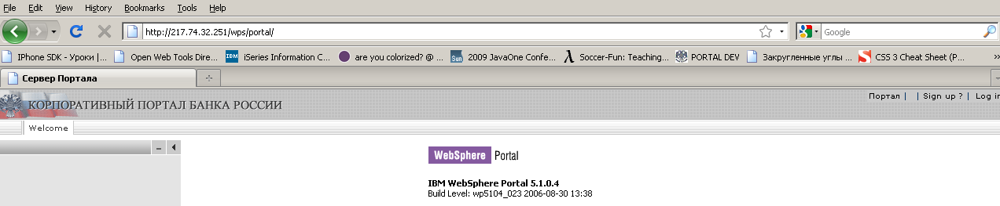 File Edit View History Bookmarks Tools Help
http://217.74.32.251/wps/portal/ Google
IPhone SDK - Уроки |... Open Web Tools Dire... IBM iSeries Information C... are you colorized? @ ... Sun 2009 JavaOne Confe... λ Soccer-Fun: Teaching... PORTAL DEV Закругленные углы ... S CSS 3 Cheat Sheet (P... »
Сервер Портала
КОРПОРАТИВНЫЙ ПОРТАЛ БАНКА РОССИИ
Портал | | Sign up ? | Log in
Welcome
WebSphere Portal
IBM WebSphere Portal 5.1.0.4
Build Level: wp5104_023 2006-08-30 13:38